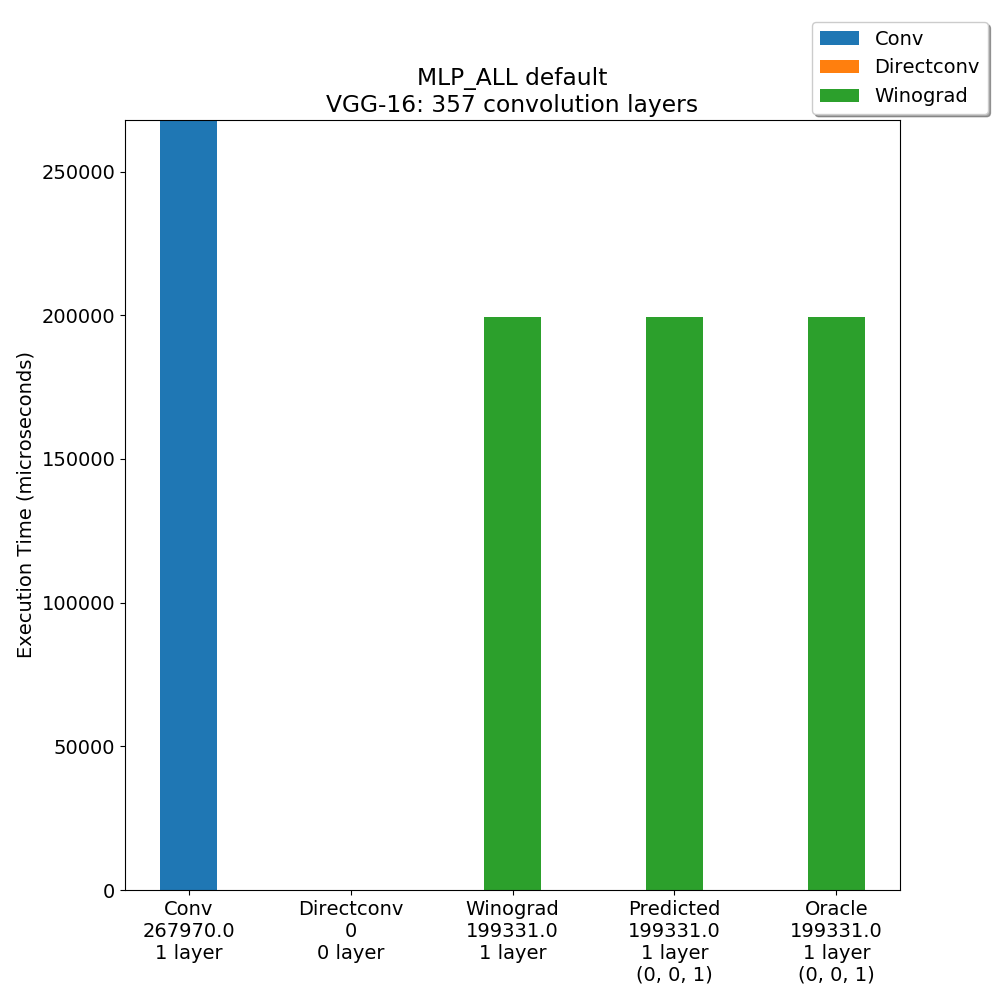 Conv
Directconv
Winograd
MLP_ALL default
VGG-16: 357 convolution layers
Execution Time (microseconds)
250000
200000
150000
100000
50000
0
Conv
267970.0
1 layer
Directconv
0
0 layer
Winograd
199331.0
1 layer
Predicted
199331.0
1 layer
(0, 0, 1)
Oracle
199331.0
1 layer
(0, 0, 1)